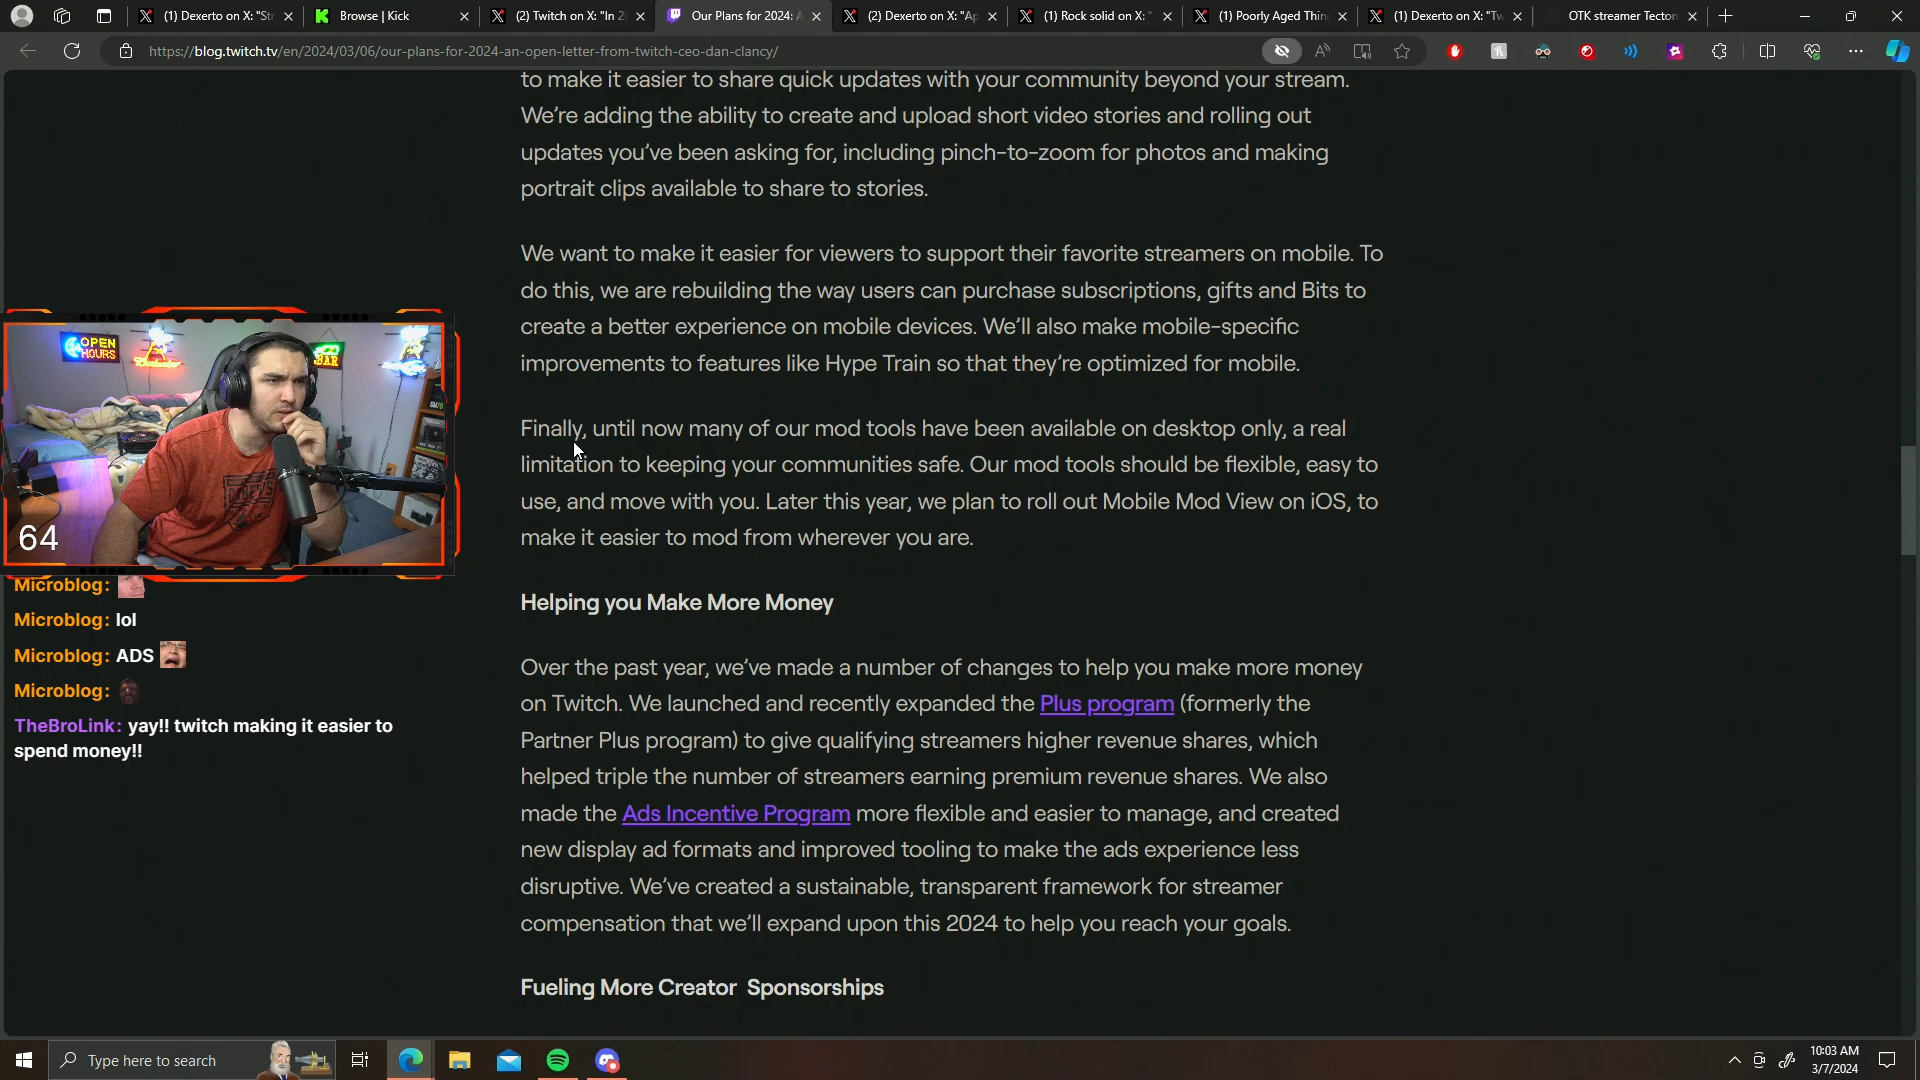 (1) Dexerto on X: "Str
Browse | Kick
(2) Twitch on X: "In 2
Our Plans for 2024: A
(2) Dexerto on X: "Ap
(1) Rock solid on X: "
(1) Poorly Aged Thin
(1) Dexerto on X: "Tw
OTK streamer Tecton
https://blog.twitch.tv/en/2024/03/06/our-plans-for-2024-an-open-letter-from-twitch-ceo-dan-clancy/
to make it easier to share quick updates with your community beyond your stream.
We’re adding the ability to create and upload short video stories and rolling out
updates you’ve been asking for, including pinch-to-zoom for photos and making
portrait clips available to share to stories.
We want to make it easier for viewers to support their favorite streamers on mobile. To
do this, we are rebuilding the way users can purchase subscriptions, gifts and Bits to
create a better experience on mobile devices. We’ll also make mobile-specific
improvements to features like Hype Train so that they’re optimized for mobile.
Finally, until now many of our mod tools have been available on desktop only, a real
limitation to keeping your communities safe. Our mod tools should be flexible, easy to
use, and move with you. Later this year, we plan to roll out Mobile Mod View on iOS, to
make it easier to mod from wherever you are.
Helping you Make More Money
Over the past year, we’ve made a number of changes to help you make more money
on Twitch. We launched and recently expanded the Plus program (formerly the
Partner Plus program) to give qualifying streamers higher revenue shares, which
helped triple the number of streamers earning premium revenue shares. We also
made the Ads Incentive Program more flexible and easier to manage, and created
new display ad formats and improved tooling to make the ads experience less
disruptive. We’ve created a sustainable, transparent framework for streamer
compensation that we’ll expand upon this 2024 to help you reach your goals.
Fueling More Creator Sponsorships
OPEN
HOURS
BAR
64
Microblog:
Microblog: lol
Microblog: ADS
Microblog:
TheBroLink: yay!! twitch making it easier to
spend money!!
Type here to search
10:03 AM
3/7/2024